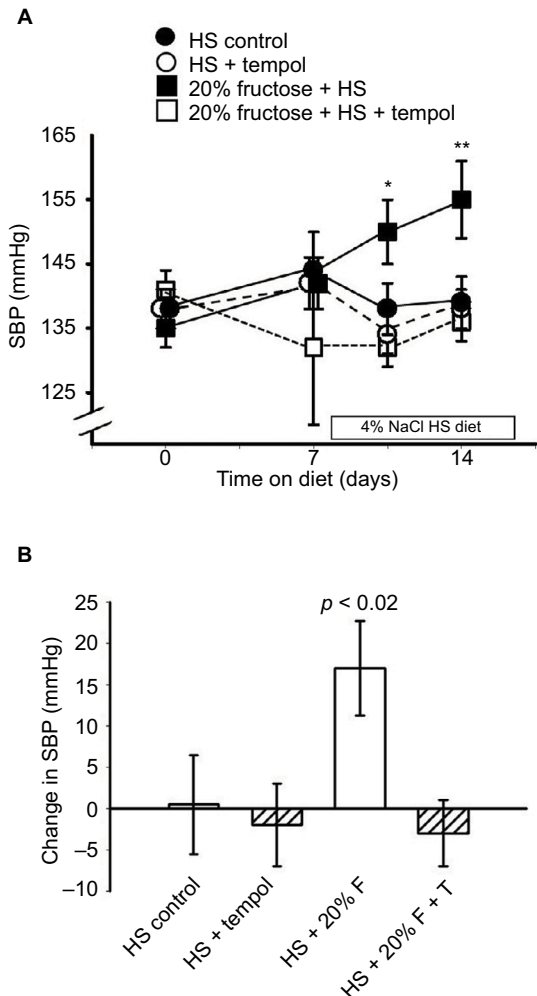 A
HS control
HS + tempol
20% fructose + HS
20% fructose + HS + tempol
165
155
145
135
125
SBP (mmHg)
*
**
4% NaCl HS diet
0
7
14
Time on diet (days)
B
25
20
15
10
5
0
–5
–10
Change in SBP (mmHg)
p < 0.02
HS control
HS + tempol
HS + 20% F
HS + 20% F + T